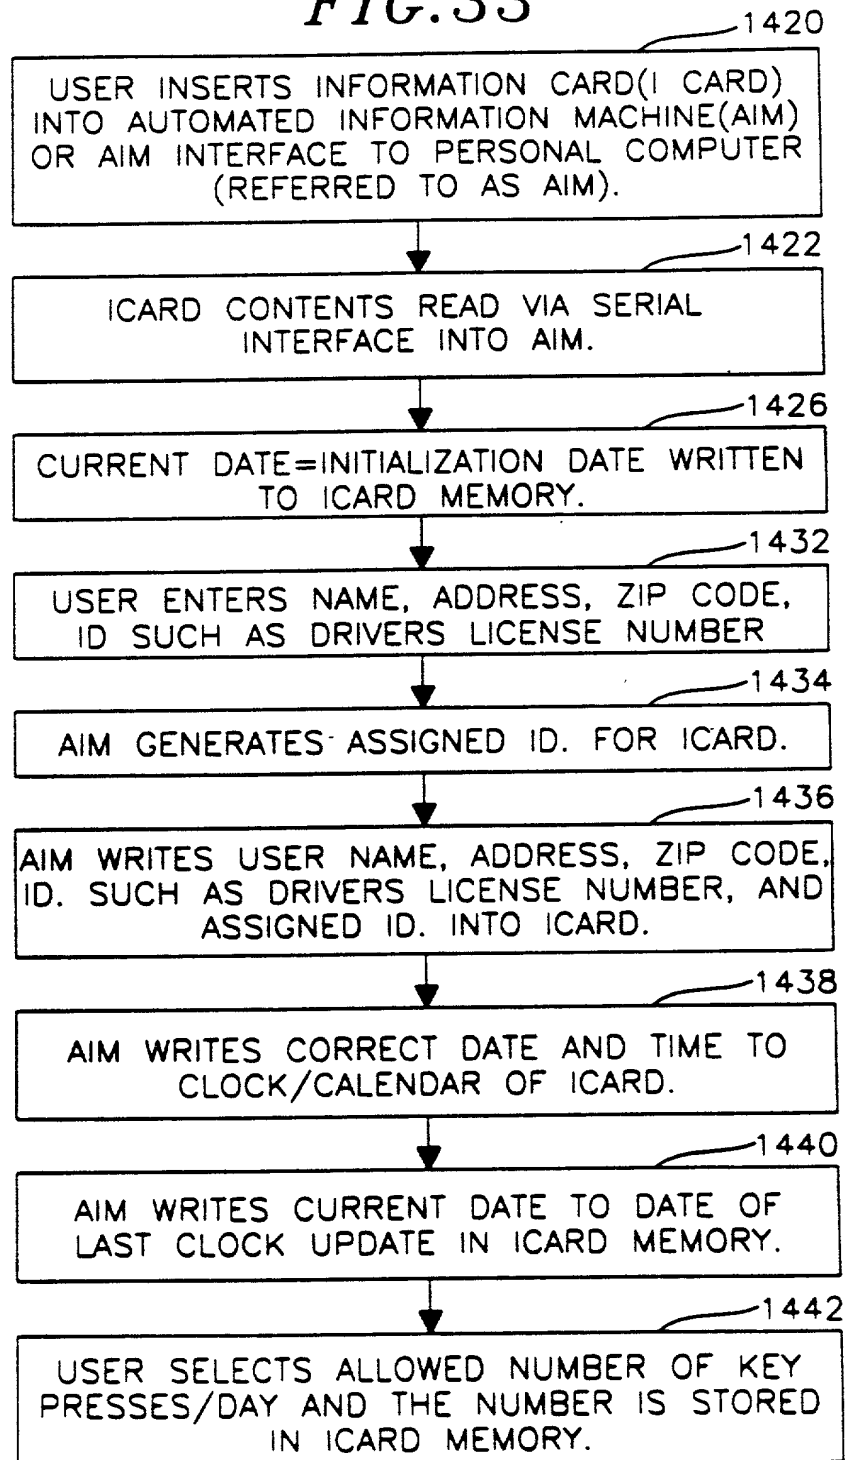 FIG.33
1420
USER INSERTS INFORMATION CARD(I CARD)
INTO AUTOMATED INFORMATION MACHINE(AIM)
OR AIM INTERFACE TO PERSONAL COMPUTER
(REFERRED TO AS AIM).
1422
ICARD CONTENTS READ VIA SERIAL
INTERFACE INTO AIM.
1426
CURRENT DATE=INITIALIZATION DATE WRITTEN
TO ICARD MEMORY.
1432
USER ENTERS NAME, ADDRESS, ZIP CODE,
ID SUCH AS DRIVERS LICENSE NUMBER
1434
AIM GENERATES ASSIGNED ID. FOR ICARD.
1436
AIM WRITES USER NAME, ADDRESS, ZIP CODE,
ID. SUCH AS DRIVERS LICENSE NUMBER, AND
ASSIGNED ID. INTO ICARD.
1438
AIM WRITES CORRECT DATE AND TIME TO
CLOCK/CALENDAR OF ICARD.
1440
AIM WRITES CURRENT DATE TO DATE OF
LAST CLOCK UPDATE IN ICARD MEMORY.
1442
USER SELECTS ALLOWED NUMBER OF KEY
PRESSES/DAY AND THE NUMBER IS STORED
IN ICARD MEMORY.